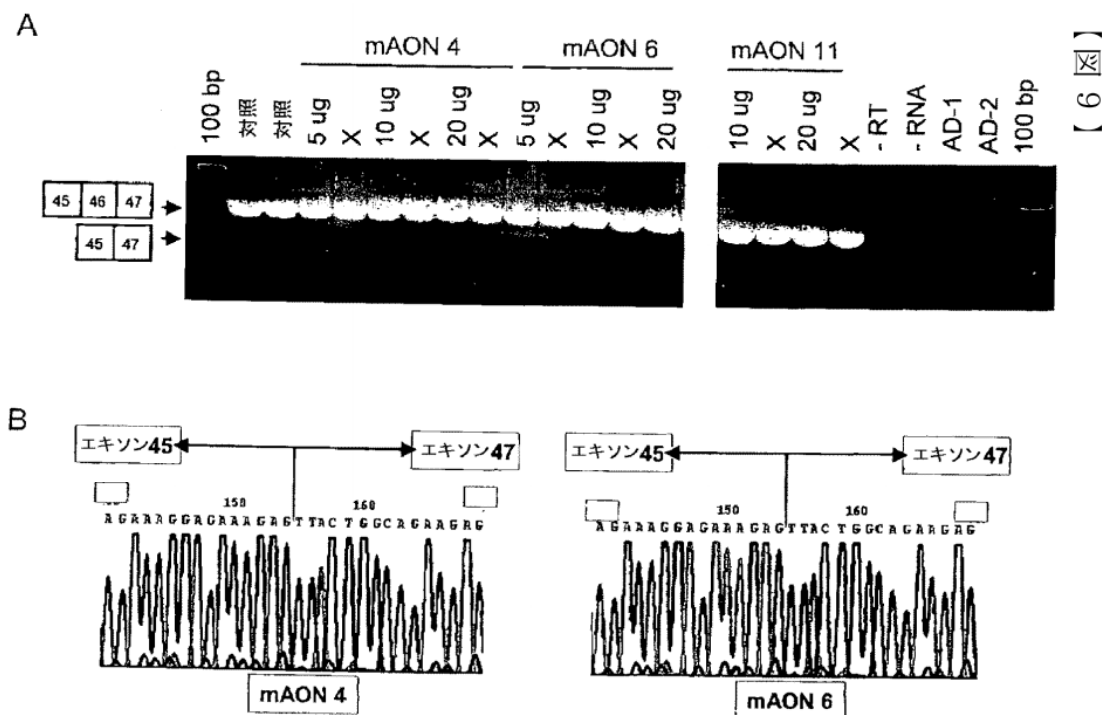 A
【図6】
mAON 4
mAON 6
mAON 11
100 bp
対照
対照
5 ug
X
10 ug
X
20 ug
X
5 ug
X
10 ug
X
20 ug
10 ug
X
20 ug
X
- RT
- RNA
AD-1
AD-2
100 bp
45 46 47
45 47
B
エキソン45
エキソン47
150 160
AGAAAGGAGAAAGAGTTACTGGCAGAAGAG
mAON 4
エキソン45
エキソン47
150 160
AGAAAGGAGAAAGAGTTACTGGCAGAAGAG
mAON 6